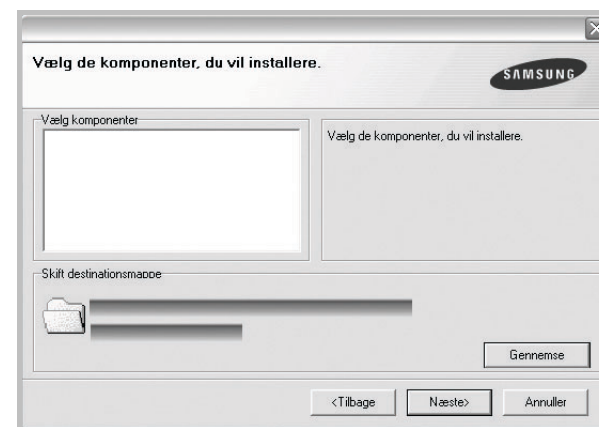 Vælg de komponenter, du vil installere.
SAMSUNG
Vælg komponenter
Vælg de komponenter, du vil installere.
Skift destinationsmappe
Gennemse
<Tilbage
Næste>
Annuller